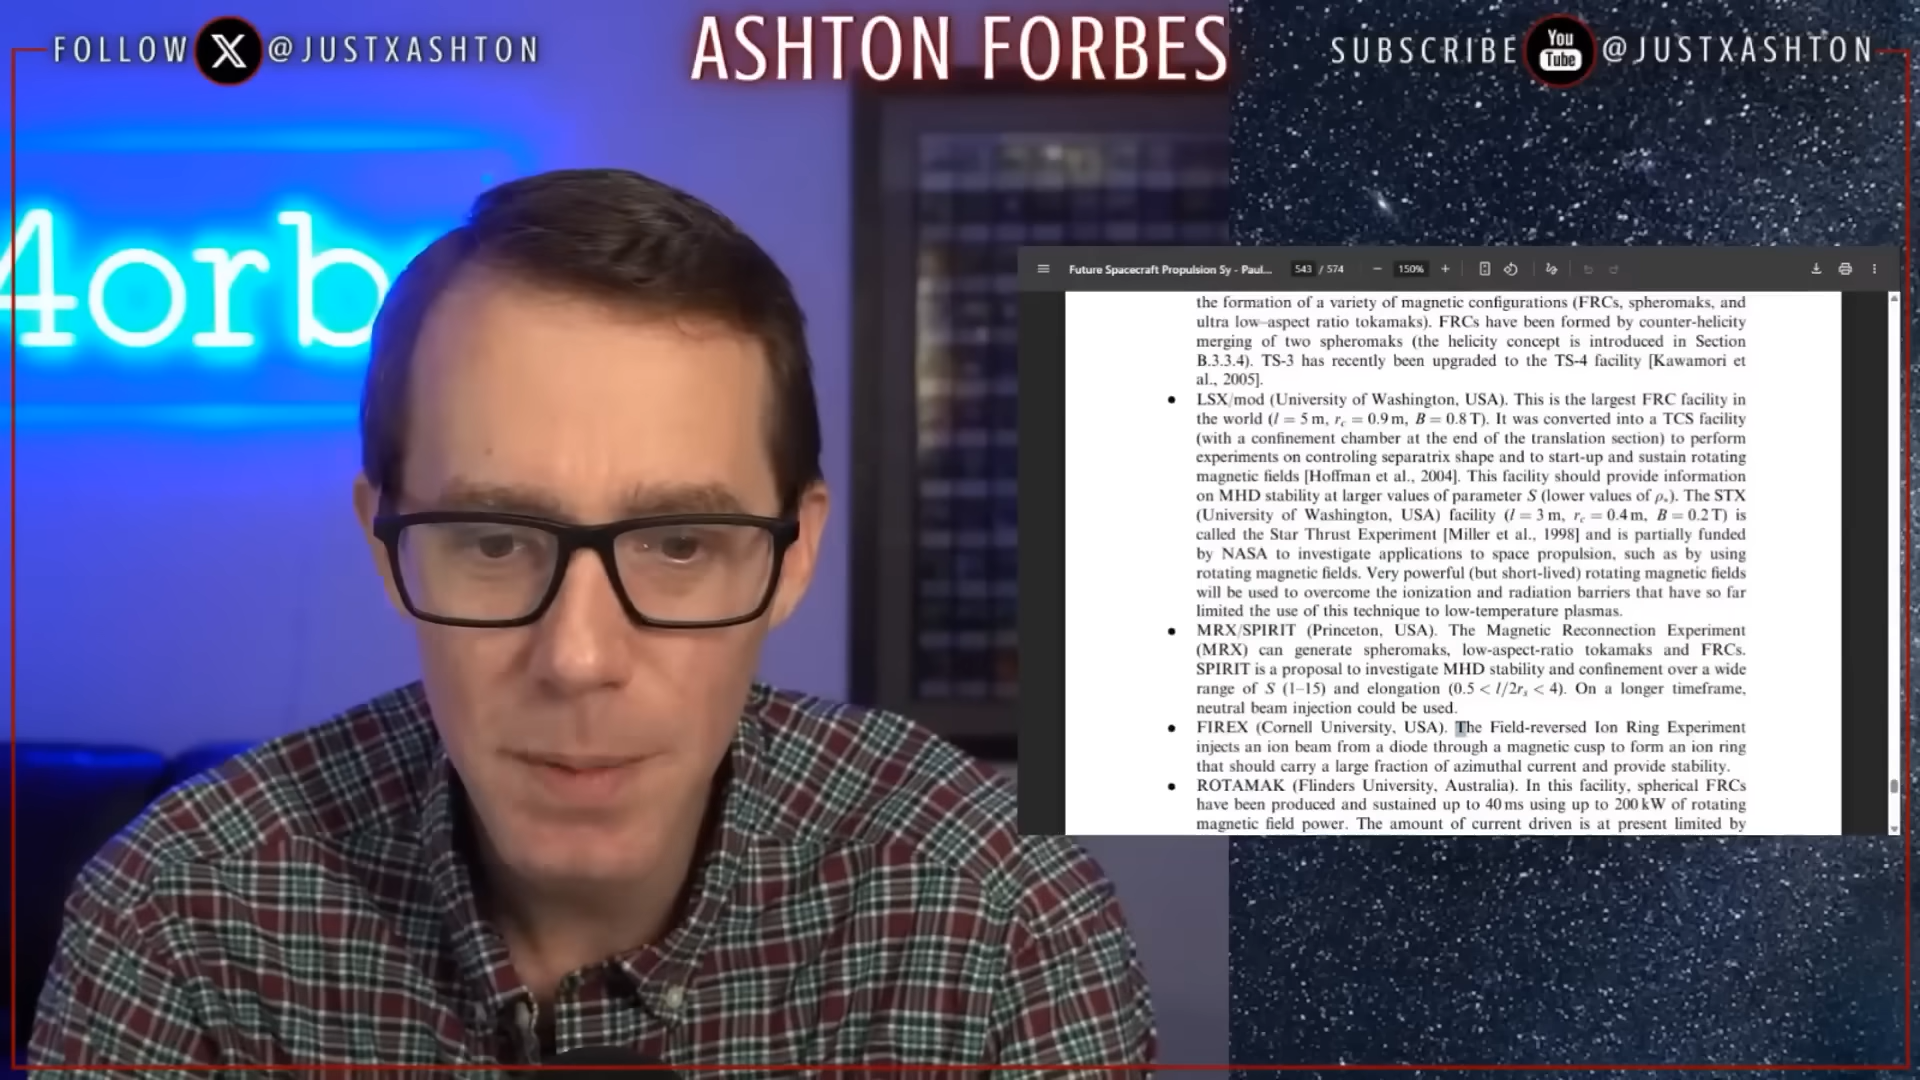 FOLLOW X @JUSTXASHTON
ASHTON FORBES
SUBSCRIBE You Tube @JUSTXASHTON
4orb
Future Spacecraft Propulsion Sy - Paul... 543 / 574 − 150% +
the formation of a variety of magnetic configurations (FRCs, spheromaks, and
ultra low–aspect ratio tokamaks). FRCs have been formed by counter-helicity
merging of two spheromaks (the helicity concept is introduced in Section
B.3.3.4). TS-3 has recently been upgraded to the TS-4 facility [Kawamori et
al., 2005].
• LSX/mod (University of Washington, USA). This is the largest FRC facility in
the world (l = 5 m, r_c = 0.9 m, B = 0.8 T). It was converted into a TCS facility
(with a confinement chamber at the end of the translation section) to perform
experiments on controling separatrix shape and to start-up and sustain rotating
magnetic fields [Hoffman et al., 2004]. This facility should provide information
on MHD stability at larger values of parameter S (lower values of ρ_*). The STX
(University of Washington, USA) facility (l = 3 m, r_c = 0.4 m, B = 0.2 T) is
called the Star Thrust Experiment [Miller et al., 1998] and is partially funded
by NASA to investigate applications to space propulsion, such as by using
rotating magnetic fields. Very powerful (but short-lived) rotating magnetic fields
will be used to overcome the ionization and radiation barriers that have so far
limited the use of this technique to low-temperature plasmas.
• MRX/SPIRIT (Princeton, USA). The Magnetic Reconnection Experiment
(MRX) can generate spheromaks, low-aspect-ratio tokamaks and FRCs.
SPIRIT is a proposal to investigate MHD stability and confinement over a wide
range of S (1–15) and elongation (0.5 < l/2r_s < 4). On a longer timeframe,
neutral beam injection could be used.
• FIREX (Cornell University, USA). The Field-reversed Ion Ring Experiment
injects an ion beam from a diode through a magnetic cusp to form an ion ring
that should carry a large fraction of azimuthal current and provide stability.
• ROTAMAK (Flinders University, Australia). In this facility, spherical FRCs
have been produced and sustained up to 40 ms using up to 200 kW of rotating
magnetic field power. The amount of current driven is at present limited by